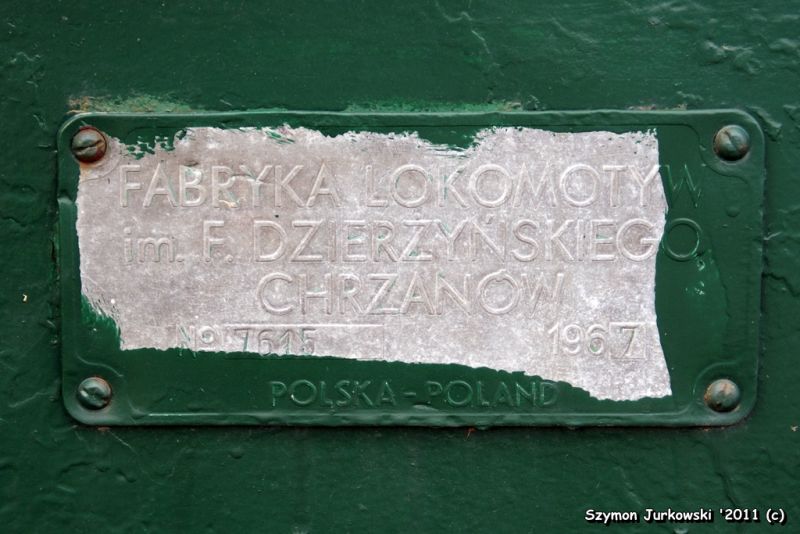 FABRYKA LOKOMOTYW
im. F. DZIERŻYŃSKIEGO
CHRZANÓW
No 7615 1967
POLSKA-POLAND
Szymon Jurkowski '2011 (c)